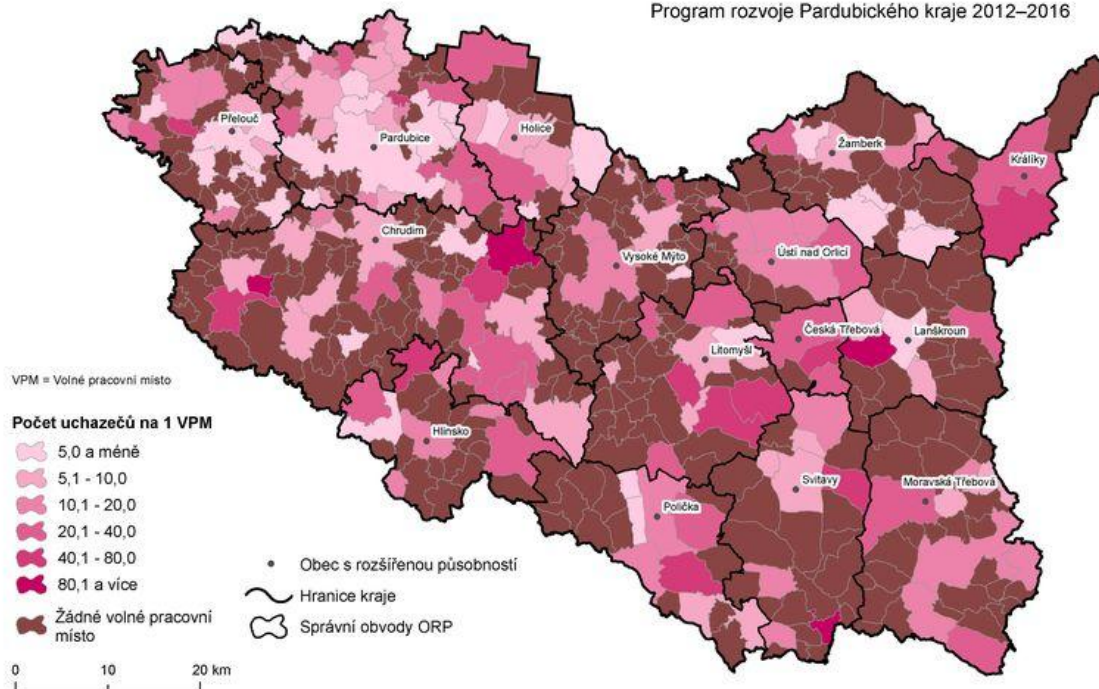 Program rozvoje Pardubického kraje 2012–2016
Přelouč
Pardubice
Holice
Žamberk
Králíky
Chrudim
Vysoké Mýto
Ústí nad Orlicí
Česká Třebová
Lanškroun
Litomyšl
Hlinsko
Svitavy
Moravská Třebová
Polička
VPM = Volné pracovní místo
Počet uchazečů na 1 VPM
5,0 a méně
5,1 - 10,0
10,1 - 20,0
20,1 - 40,0
40,1 - 80,0
80,1 a více
Žádné volné pracovní
místo
Obec s rozšířenou působností
Hranice kraje
Správní obvody ORP
0 10 20 km